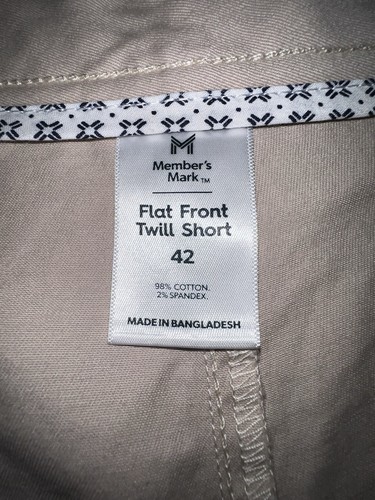 M
Member's
Mark™
Flat Front
Twill Short
42
98% COTTON.
2% SPANDEX.
MADE IN BANGLADESH